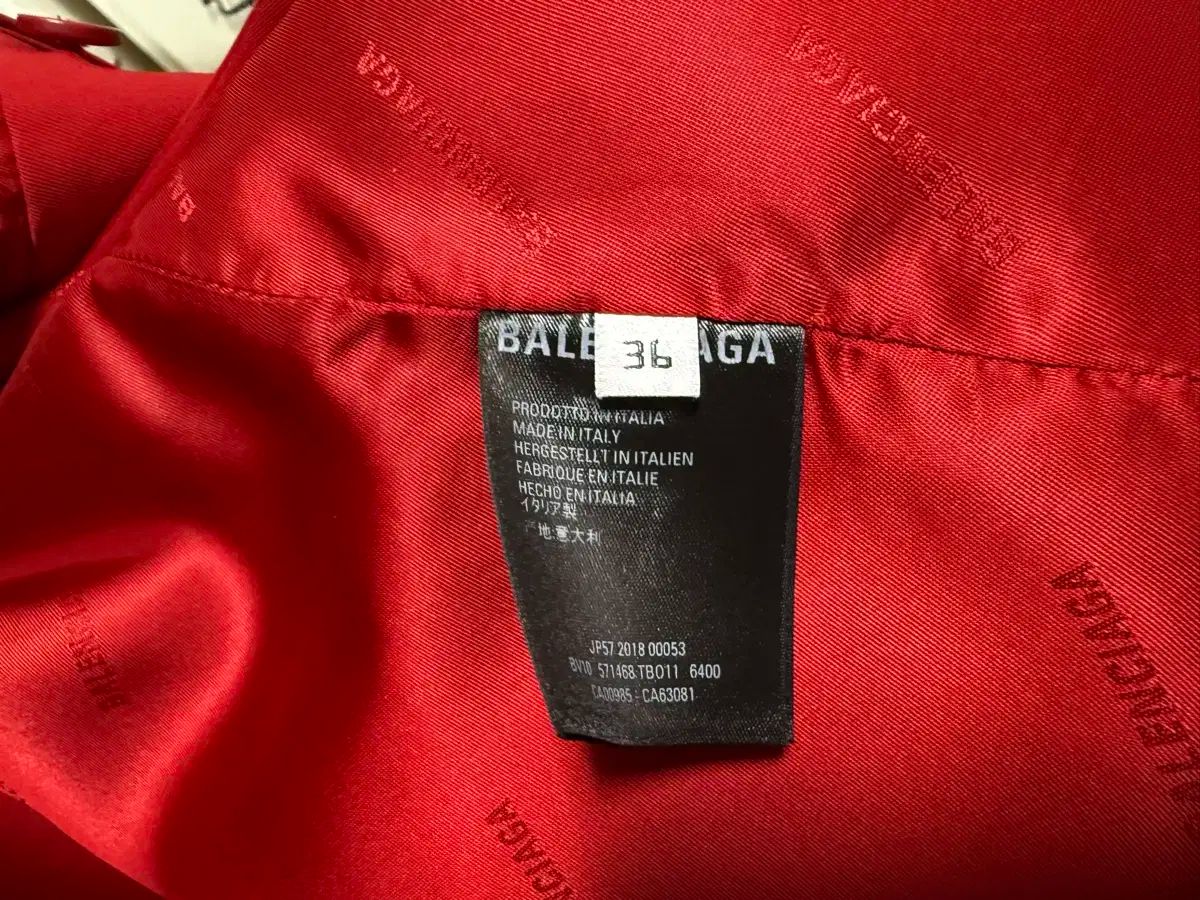 BALENCIAGA
BALENCIAGA
BALE
36
AGA
PRODOTTO IN ITALIA
MADE IN ITALY
HERGESTELLT IN ITALIEN
FABRIQUE EN ITALIE
HECHO EN ITALIA
イタリア製
产地:意大利
JP57 2018 00053
BV10 571468 TBO11 6400
CA00985 - CA63081
BALENCIAGA